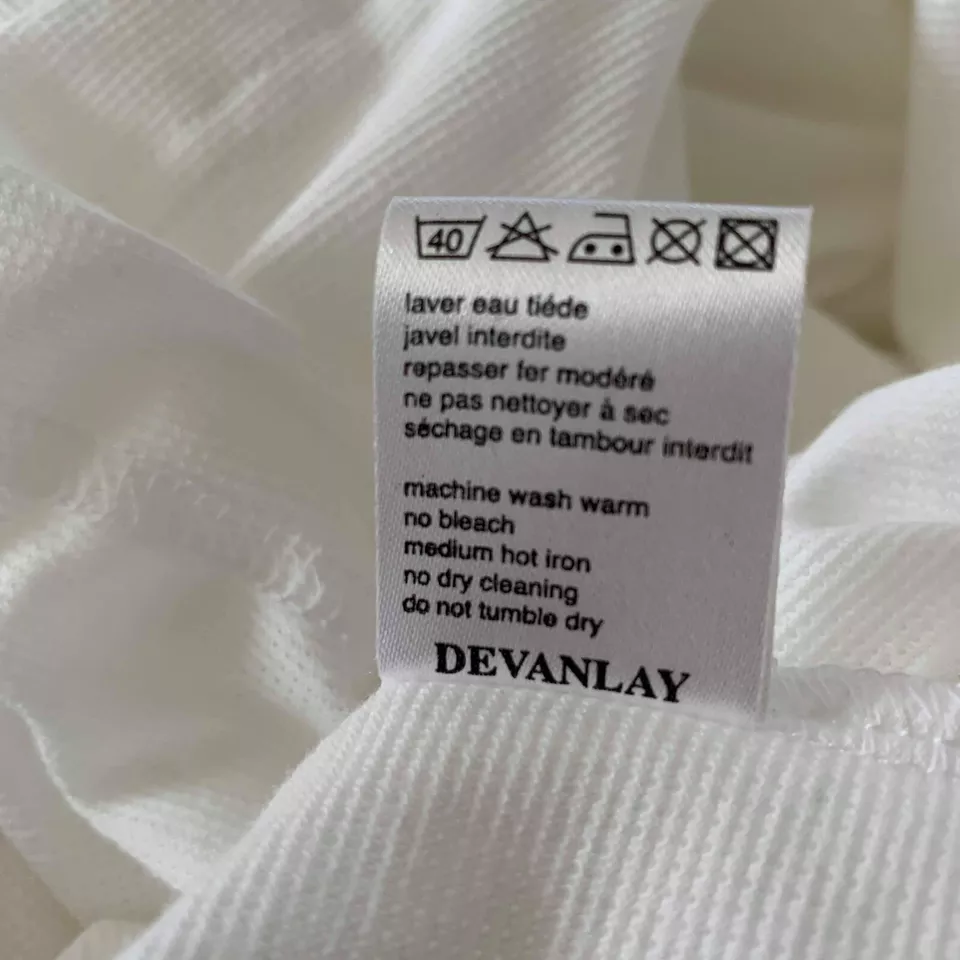 40
laver eau tiéde
javel interdite
repasser fer modéré
ne pas nettoyer à sec
séchage en tambour interdit
machine wash warm
no bleach
medium hot iron
no dry cleaning
do not tumble dry
DEVANLAY